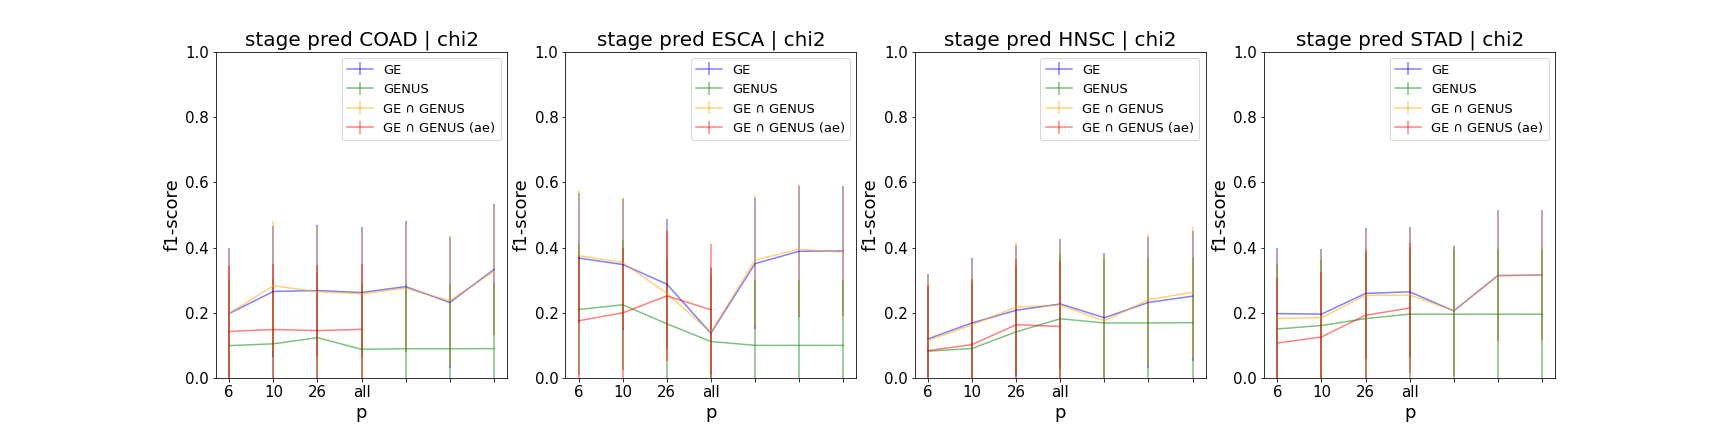 stage pred COAD | chi2
1.0
0.8
0.6
0.4
0.2
0.0
f1-score
GE
GENUS
GE ∩ GENUS
GE ∩ GENUS (ae)
6
10
26
all
p
stage pred ESCA | chi2
1.0
0.8
0.6
0.4
0.2
0.0
f1-score
GE
GENUS
GE ∩ GENUS
GE ∩ GENUS (ae)
6
10
26
all
p
stage pred HNSC | chi2
1.0
0.8
0.6
0.4
0.2
0.0
f1-score
GE
GENUS
GE ∩ GENUS
GE ∩ GENUS (ae)
6
10
26
all
p
stage pred STAD | chi2
1.0
0.8
0.6
0.4
0.2
0.0
f1-score
GE
GENUS
GE ∩ GENUS
GE ∩ GENUS (ae)
6
10
26
all
p